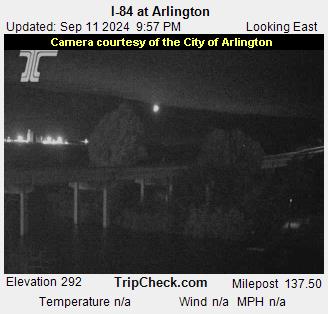 I-84 at Arlington
Updated: Sep 11 2024 9:57 PM Looking East
Camera courtesy of the City of Arlington
Elevation 292 TripCheck.com Milepost 137.50
Temperature n/a Wind n/a MPH n/a